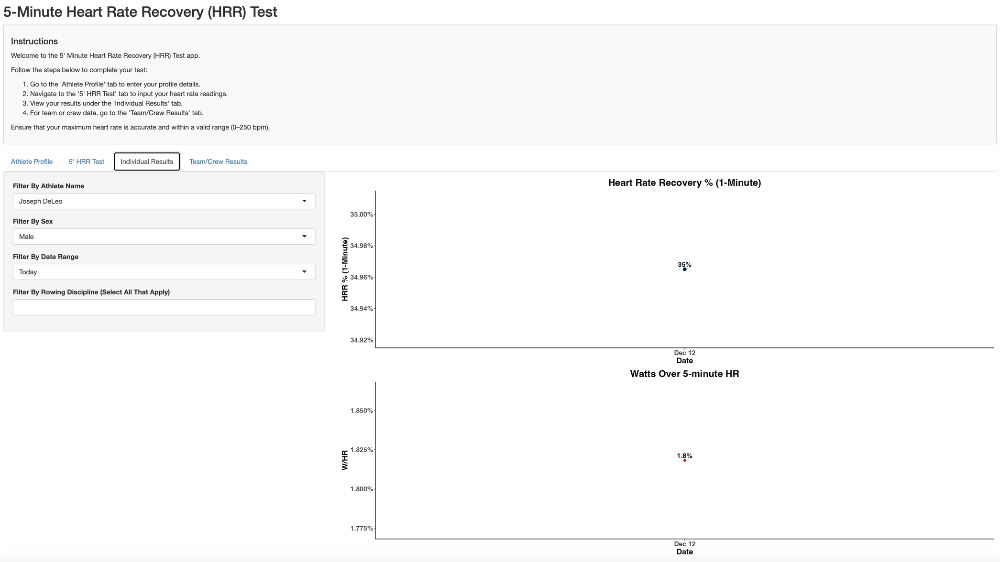 5-Minute Heart Rate Recovery (HRR) Test
Instructions
Welcome to the 5' Minute Heart Rate Recovery (HRR) Test app.
Follow the steps below to complete your test:
1. Go to the 'Athlete Profile' tab to enter your profile details.
2. Navigate to the '5' HRR Test' tab to input your heart rate readings.
3. View your results under the 'Individual Results' tab.
4. For team or crew data, go to the 'Team/Crew Results' tab.
Ensure that your maximum heart rate is accurate and within a valid range (0–250 bpm).
Athlete Profile
5' HRR Test
Individual Results
Team/Crew Results
Filter By Athlete Name
Joseph DeLeo
Filter By Sex
Male
Filter By Date Range
Today
Filter By Rowing Discipline (Select All That Apply)
Heart Rate Recovery % (1-Minute)
HRR % (1-Minute)
35.00%
34.98%
34.96%
34.94%
34.92%
35%
Dec 12
Date
Watts Over 5-minute HR
W/HR
1.850%
1.825%
1.800%
1.775%
1.8%
Dec 12
Date